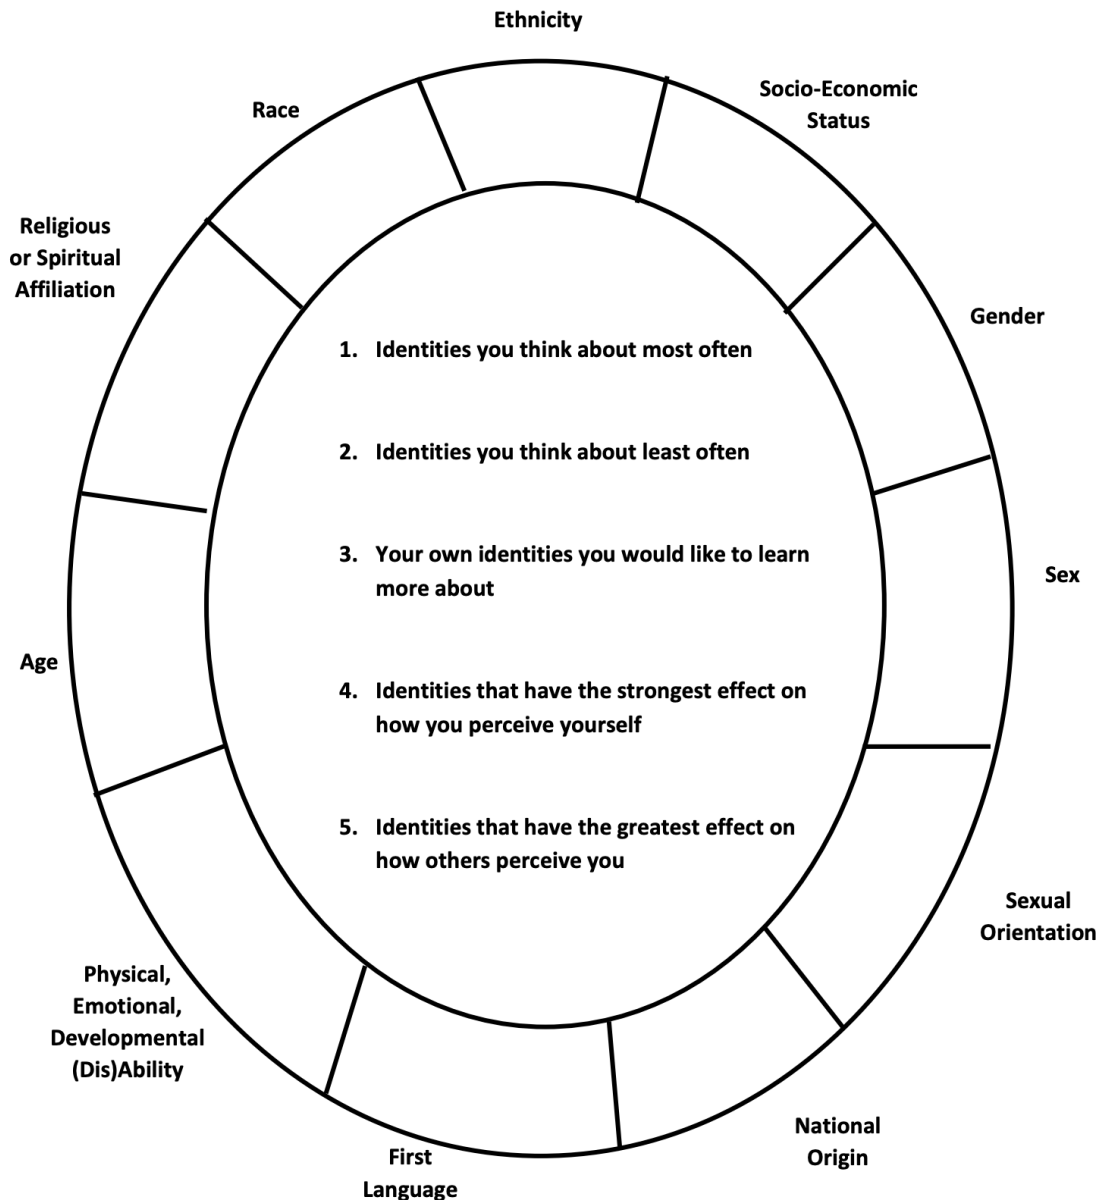 Ethnicity
Socio-Economic
Status
Race
Religious
or Spiritual
Affiliation
Gender
1. Identities you think about most often
2. Identities you think about least often
3. Your own identities you would like to learn
more about
Sex
Age
4. Identities that have the strongest effect on
how you perceive yourself
5. Identities that have the greatest effect on
how others perceive you
Sexual
Orientation
Physical,
Emotional,
Developmental
(Dis)Ability
National
Origin
First
Language